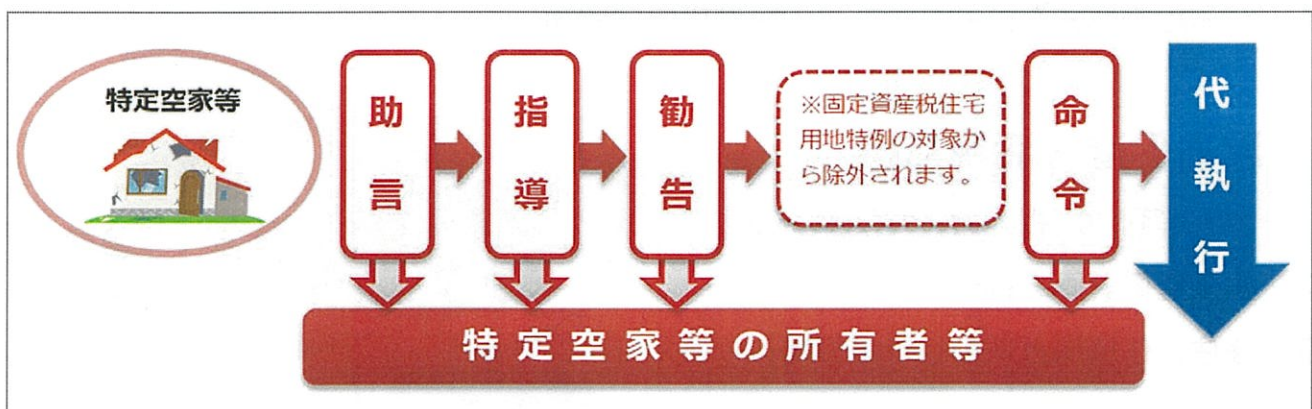 特定空家等
助言
指導
勧告
※固定資産税住宅
用地特例の対象か
ら除外されます。
命令
代執行
特定空家等の所有者等